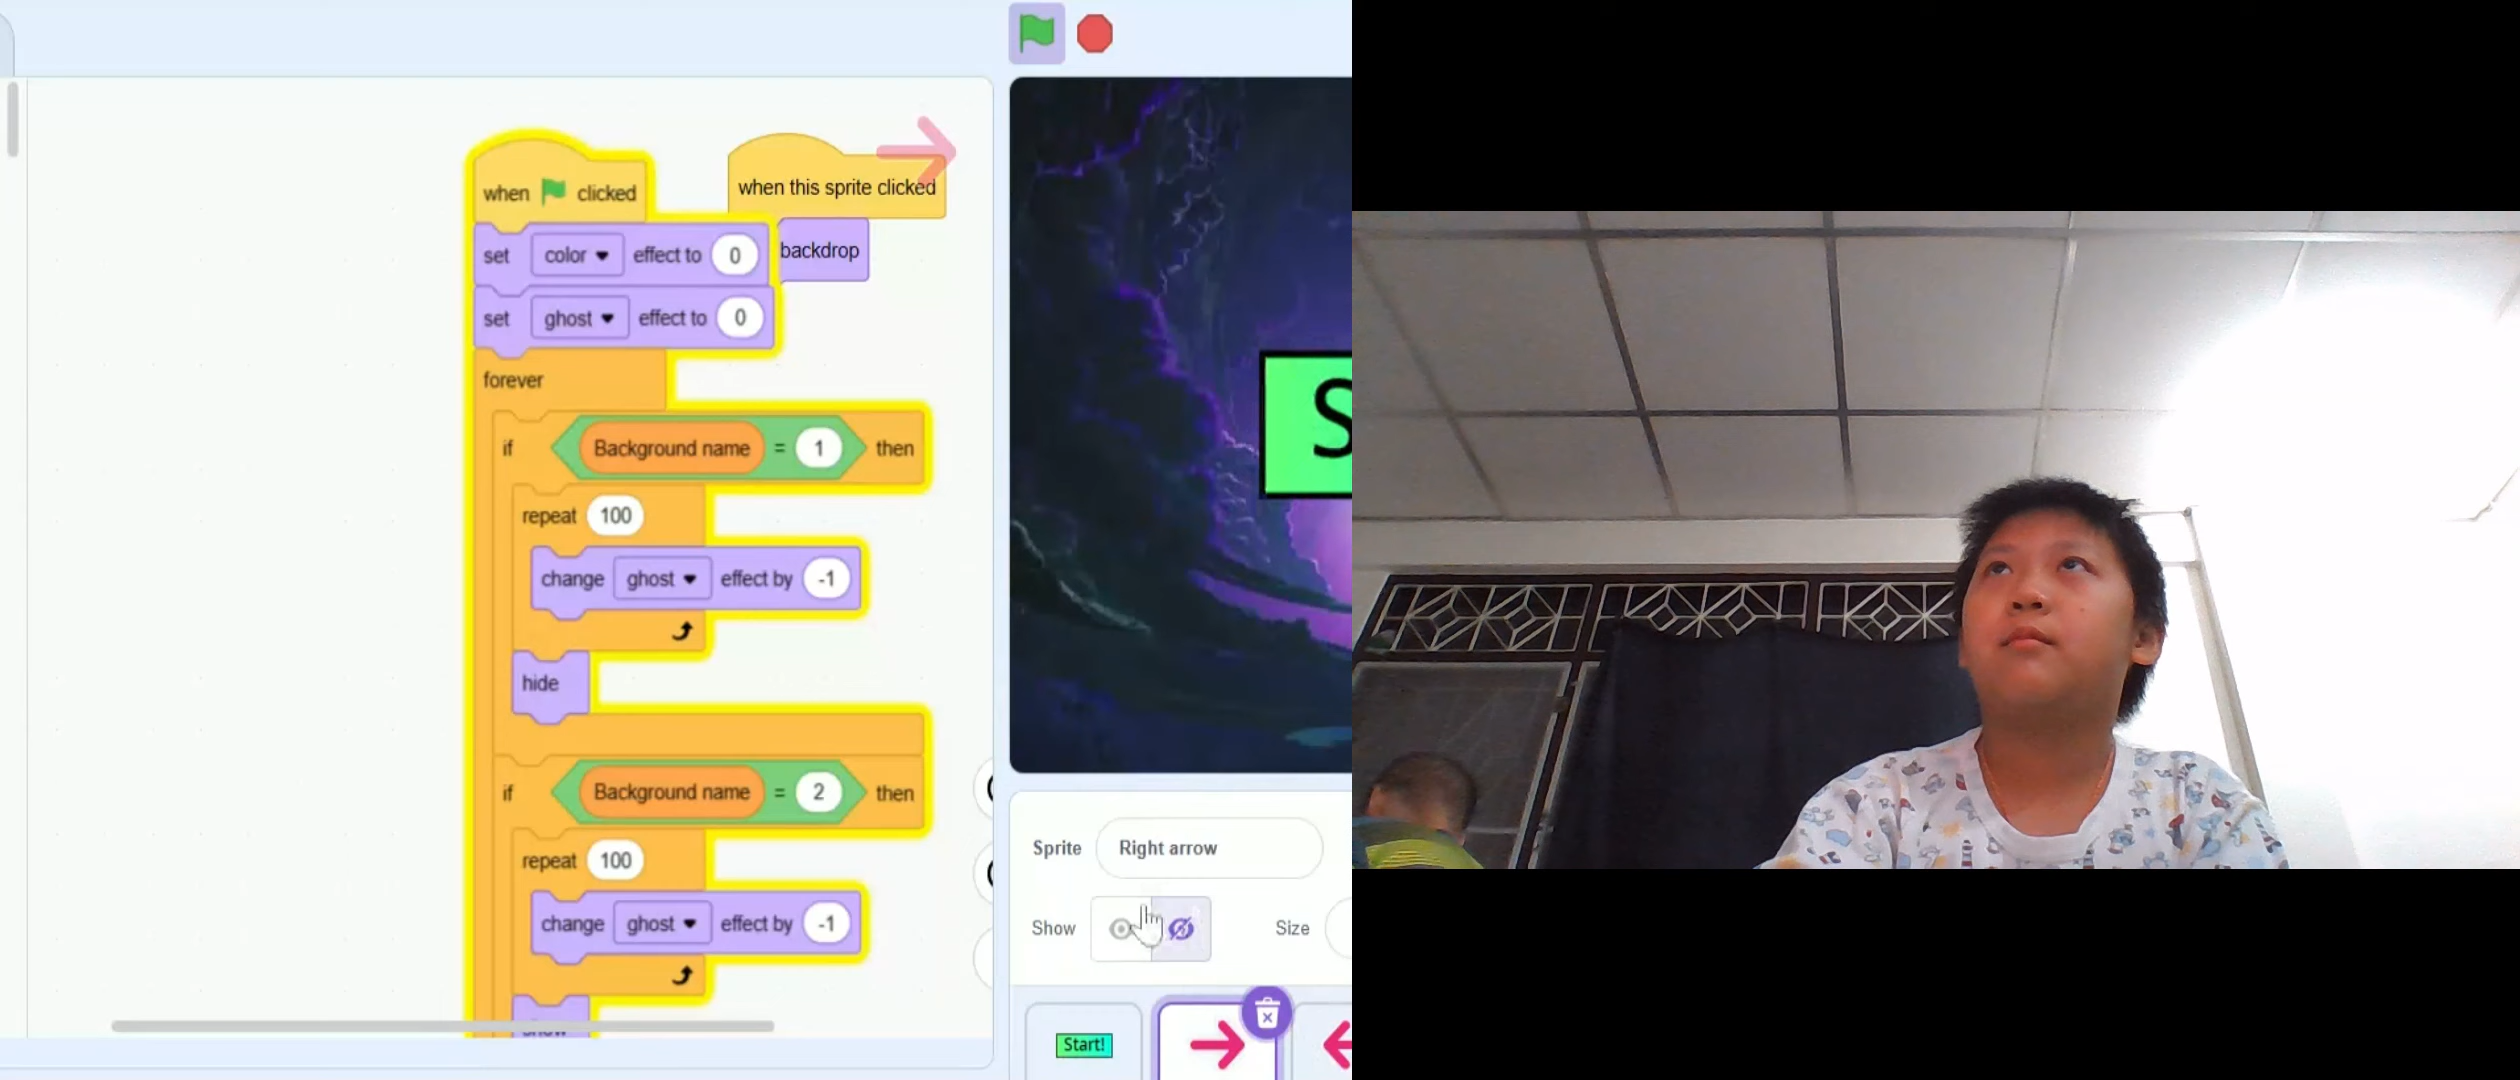 when clicked
set color effect to 0
set ghost effect to 0
forever
if Background name = 1 then
repeat 100
change ghost effect by -1
hide
if Background name = 2 then
repeat 100
change ghost effect by -1
show
when this sprite clicked
backdrop
S
Sprite Right arrow
Show Size
Start!